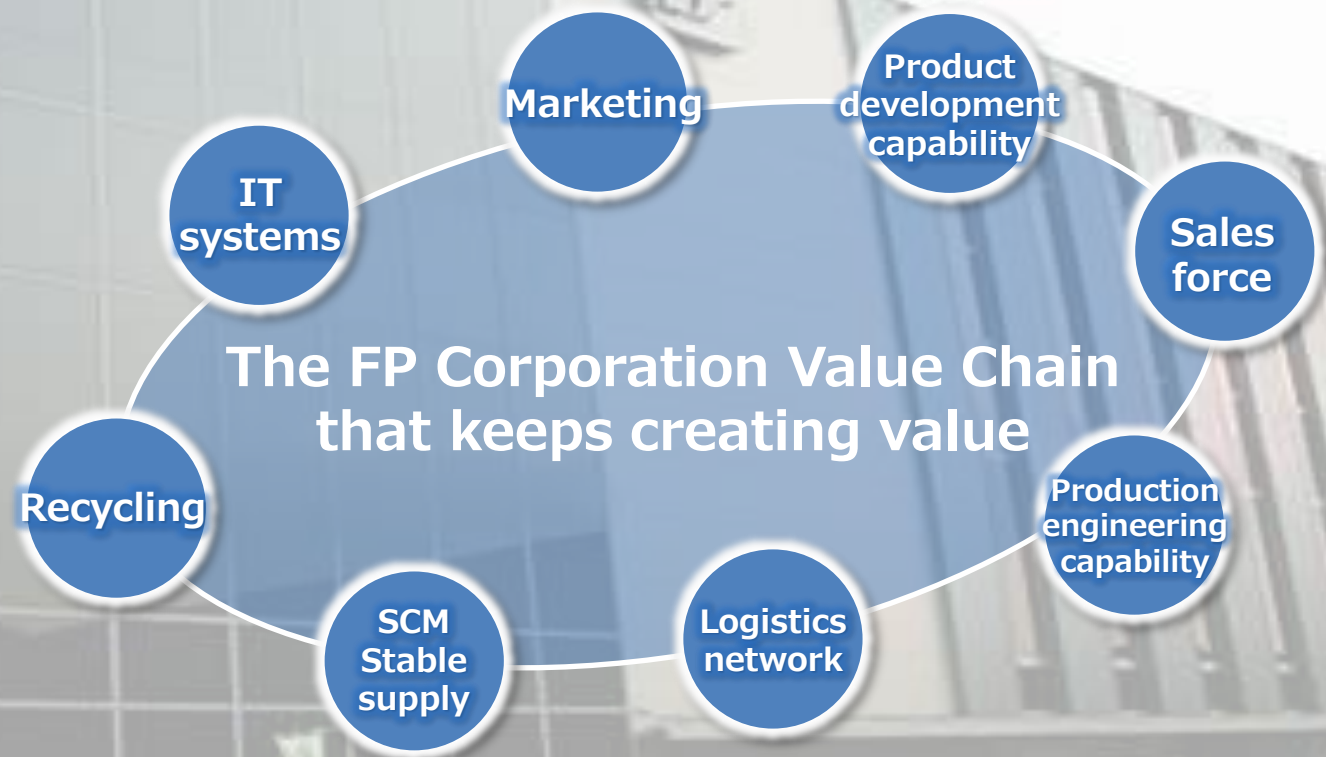 Marketing
Product
development
capability
IT
systems
Sales
force
The FP Corporation Value Chain
that keeps creating value
Recycling
Production
engineering
capability
SCM
Stable
supply
Logistics
network